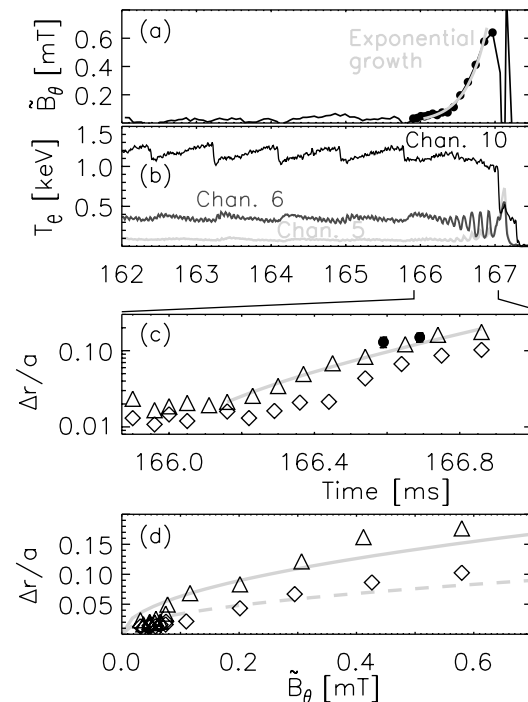 0.6
0.4
0.2
0
B̃θ [mT]
(a)
Exponential
growth
1.5
1.0
0.5
Te [keV]
Chan. 10
(b)
Chan. 6
Chan. 5
162 163 164 165 166 167
(c)
0.10
0.01
Δr/a
166.0 166.4 166.8
Time [ms]
(d)
0.15
0.10
0.05
Δr/a
0.0 0.2 0.4 0.6
B̃θ [mT]